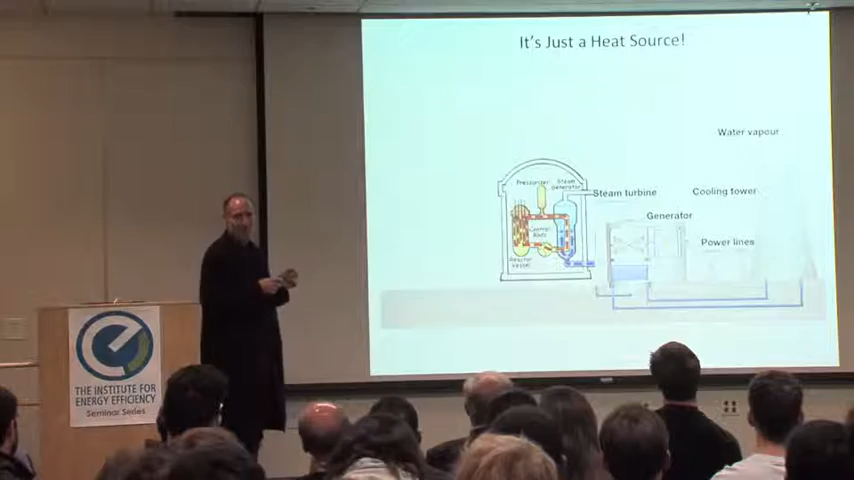 It's Just a Heat Source!
Water vapour
Pressurizer
Steam
Generator
Steam turbine
Cooling tower
Generator
Control
Rods
Power lines
Reactor
Vessel
THE INSTITUTE FOR
ENERGY EFFICIENCY
Seminar Series